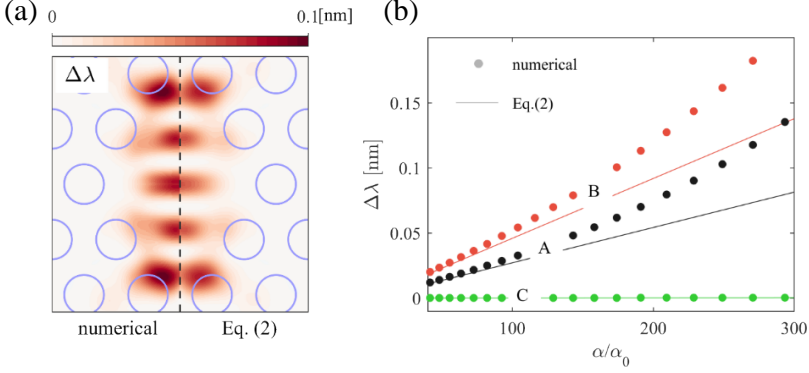 (a)
0
0.1[nm]
Δλ
numerical
Eq. (2)
(b)
Δλ [nm]
0.15
0.1
0.05
0
numerical
Eq.(2)
B
A
C
100
200
300
α/α₀